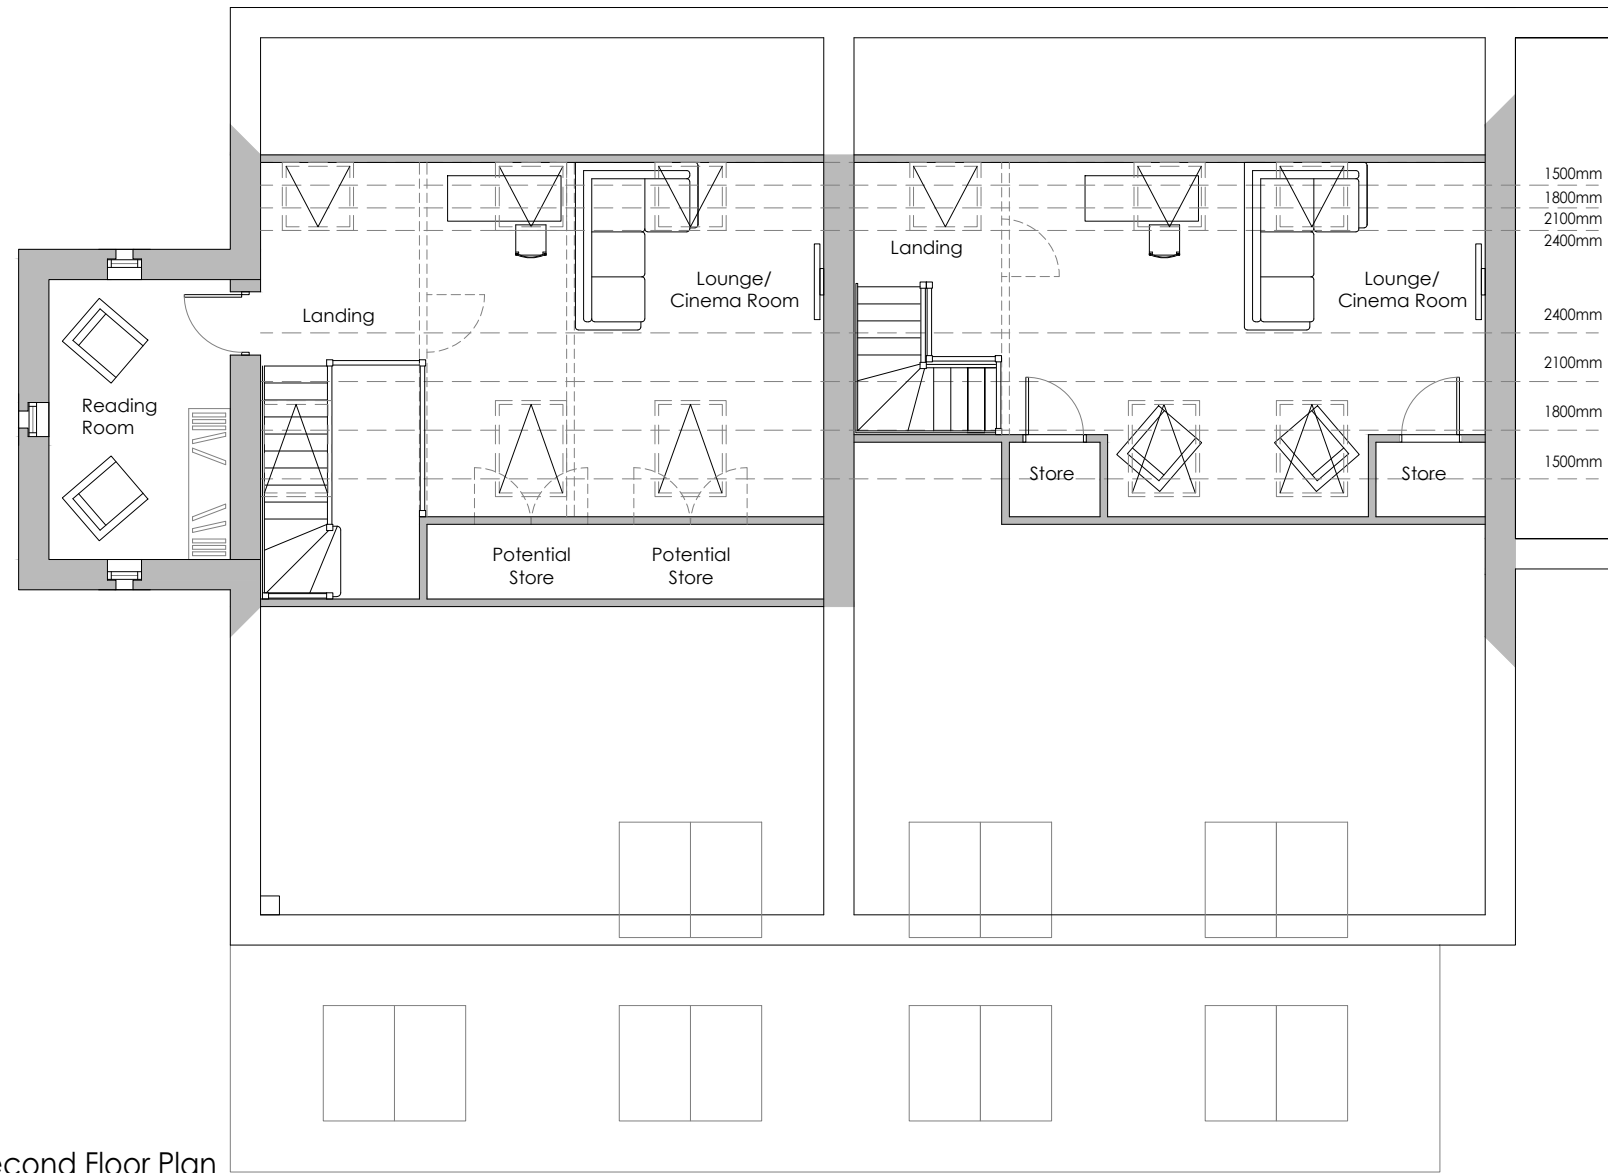 1500mm
1800mm
2100mm
2400mm
Landing
Lounge/
Cinema Room
Landing
Lounge/
Cinema Room
2400mm
2100mm
1800mm
1500mm
Reading
Room
Store
Store
Potential
Store
Potential
Store
econd Floor Plan